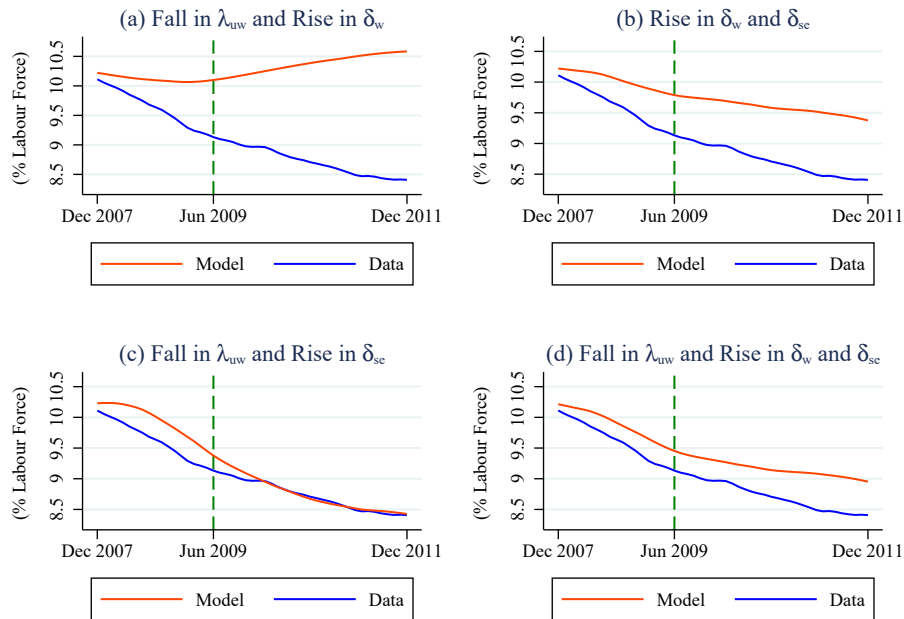 (a) Fall in λuw and Rise in δw
(% Labour Force)
10.5
10
9.5
9
8.5
Dec 2007 Jun 2009 Dec 2011
Model Data
(b) Rise in δw and δse
(% Labour Force)
10.5
10
9.5
9
8.5
Dec 2007 Jun 2009 Dec 2011
Model Data
(c) Fall in λuw and Rise in δse
(% Labour Force)
10.5
10
9.5
9
8.5
Dec 2007 Jun 2009 Dec 2011
Model Data
(d) Fall in λuw and Rise in δw and δse
(% Labour Force)
10.5
10
9.5
9
8.5
Dec 2007 Jun 2009 Dec 2011
Model Data